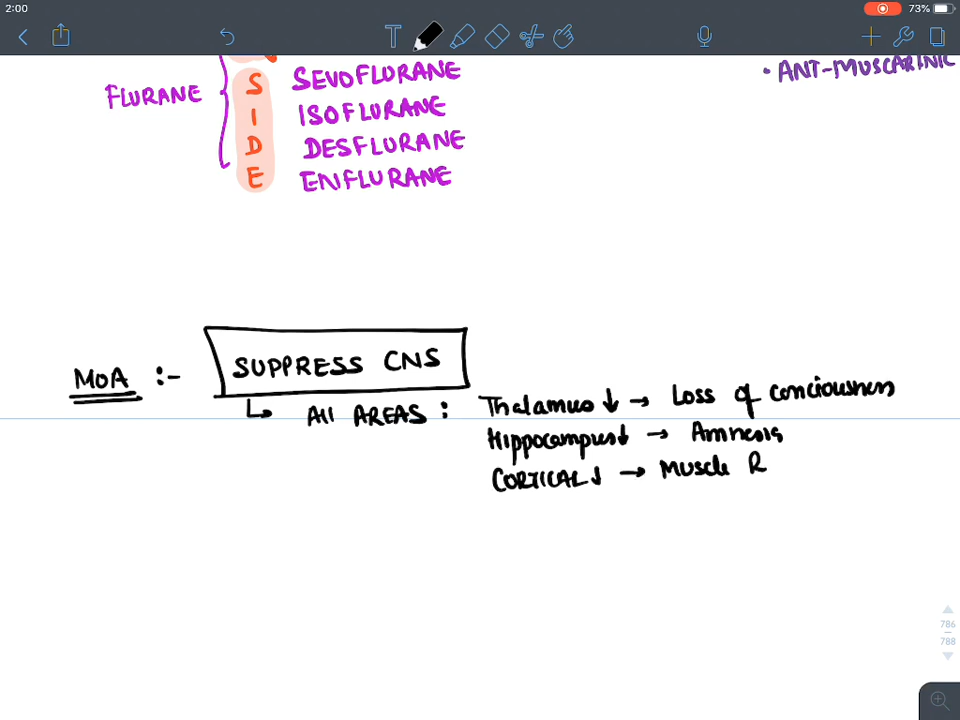 2:00
73%
T
FLURANE
S SEVOFLURANE
I ISOFLURANE
D DESFLURANE
E ENFLURANE
• ANT-MUSCARINIC
MOA :- SUPPRESS CNS
↳ All AREAS :
Thalamus ↓ → Loss of conciousness
Hippocampus ↓ → Amnesia
CORTICAL ↓ → Muscle R
786
788